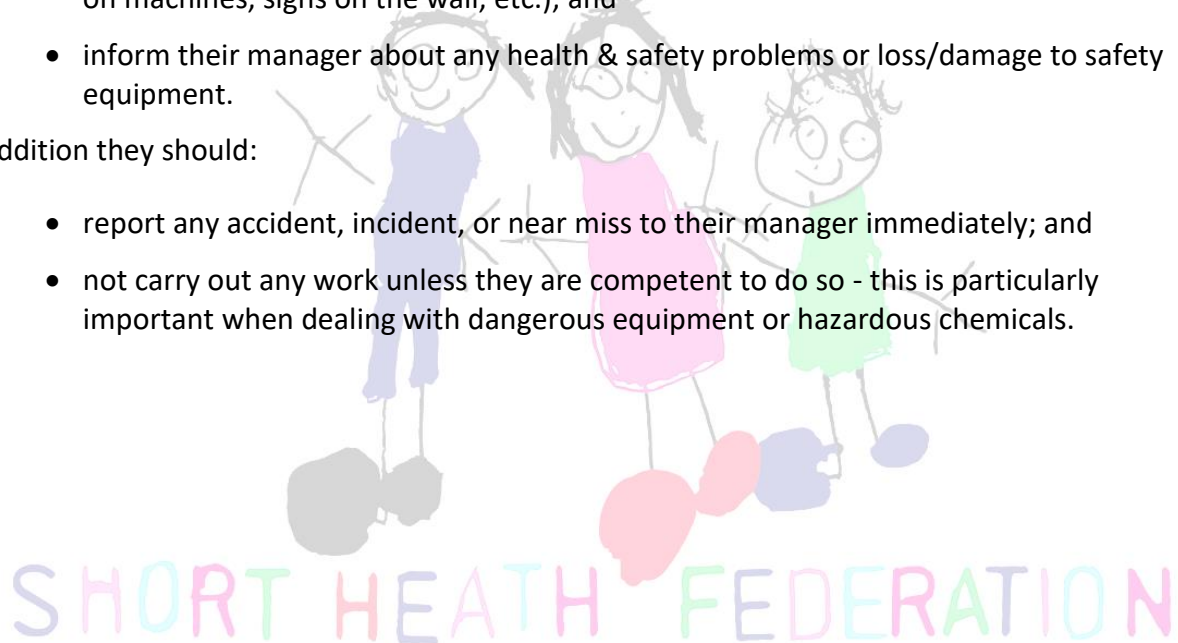 on machines, signs on the wall, etc.); and
• inform their manager about any health & safety problems or loss/damage to safety
equipment.
ddition they should:
• report any accident, incident, or near miss to their manager immediately; and
• not carry out any work unless they are competent to do so - this is particularly
important when dealing with dangerous equipment or hazardous chemicals.
SHORT HEATH FEDERATION